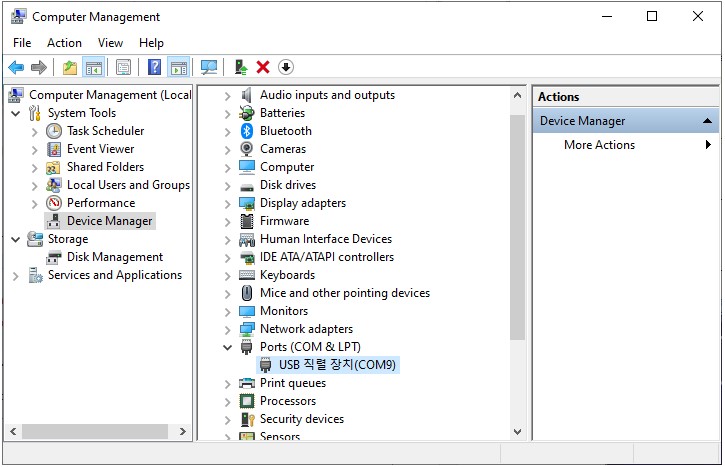 Computer Management
File Action View Help
Computer Management (Local
System Tools
Task Scheduler
Event Viewer
Shared Folders
Local Users and Groups
Performance
Device Manager
Storage
Disk Management
Services and Applications
Audio inputs and outputs
Batteries
Bluetooth
Cameras
Computer
Disk drives
Display adapters
Firmware
Human Interface Devices
IDE ATA/ATAPI controllers
Keyboards
Mice and other pointing devices
Monitors
Network adapters
Ports (COM & LPT)
USB 직렬 장치(COM9)
Print queues
Processors
Security devices
Sensors
Actions
Device Manager
More Actions